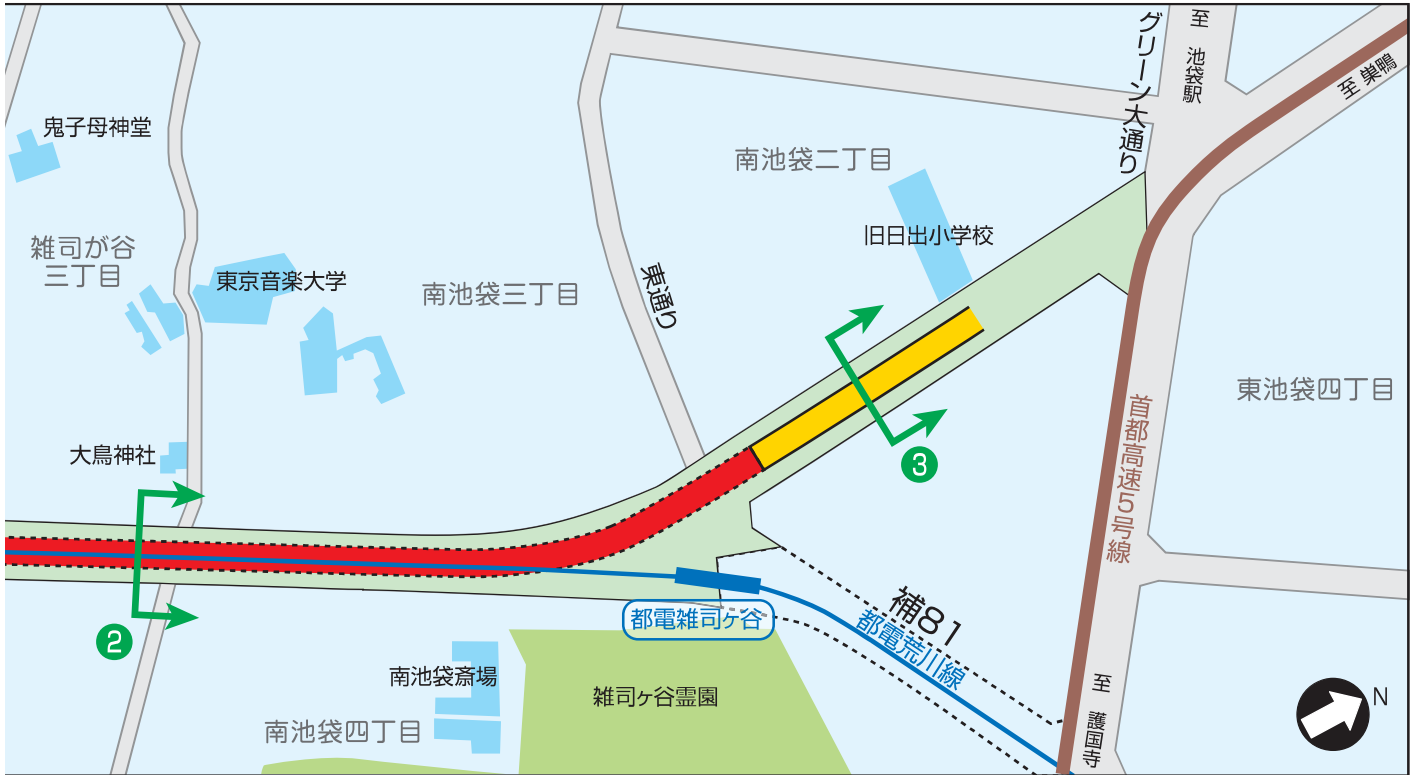 グリーン大通り
至 池袋駅
至 巣鴨
鬼子母神堂
南池袋二丁目
旧日出小学校
雑司が谷
三丁目
東京音楽大学
南池袋三丁目
東通り
東池袋四丁目
首都高速5号線
大鳥神社
3
2
都電雑司ヶ谷
補81
都電荒川線
南池袋斎場
雑司ヶ谷霊園
南池袋四丁目
至 護国寺
N